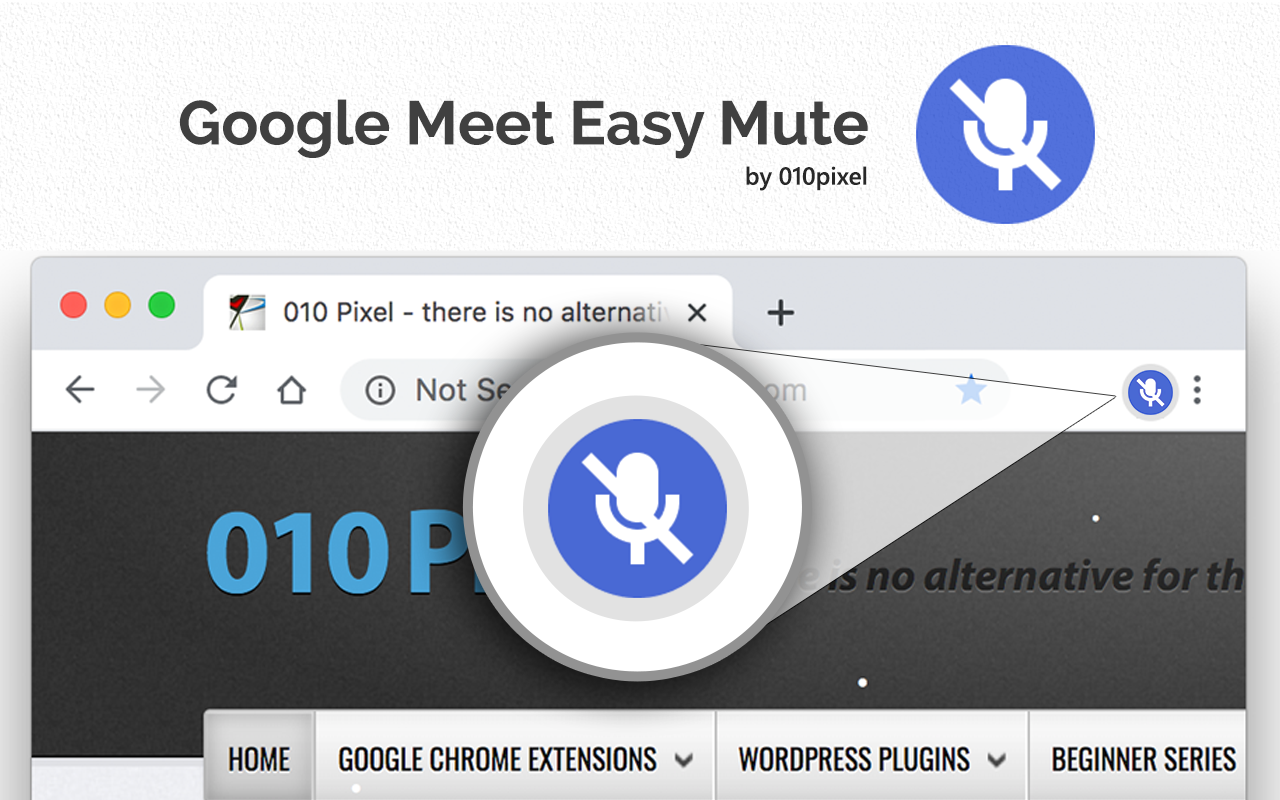 Google Meet Easy Mute
by 010pixel
010 Pixel - there is no alternati
Not Se
om
010 P
is no alternative for th
HOME
GOOGLE CHROME EXTENSIONS
WORDPRESS PLUGINS
BEGINNER SERIES